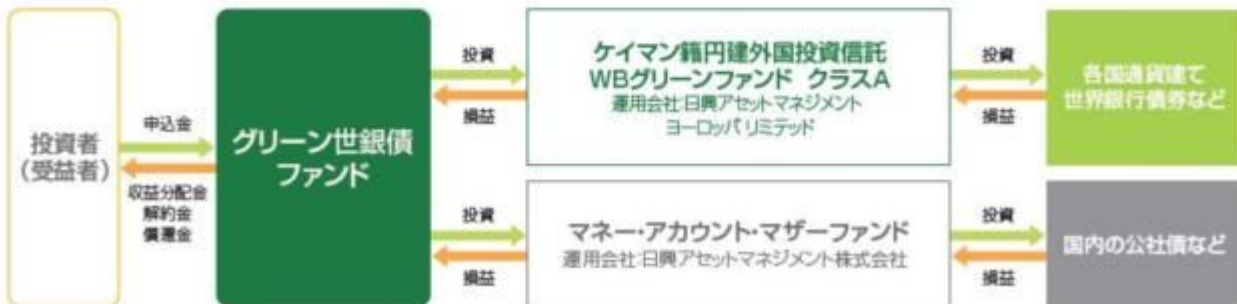 投資者
（受益者）
申込金
収益分配金
解約金
償還金
グリーン世銀債
ファンド
投資
損益
ケイマン籍円建外国投資信託
WBグリーンファンド クラスA
運用会社:日興アセットマネジメント
ヨーロッパ リミテッド
投資
損益
各国通貨建て
世界銀行債券など
投資
損益
マネー・アカウント・マザーファンド
運用会社:日興アセットマネジメント株式会社
投資
損益
国内の公社債など